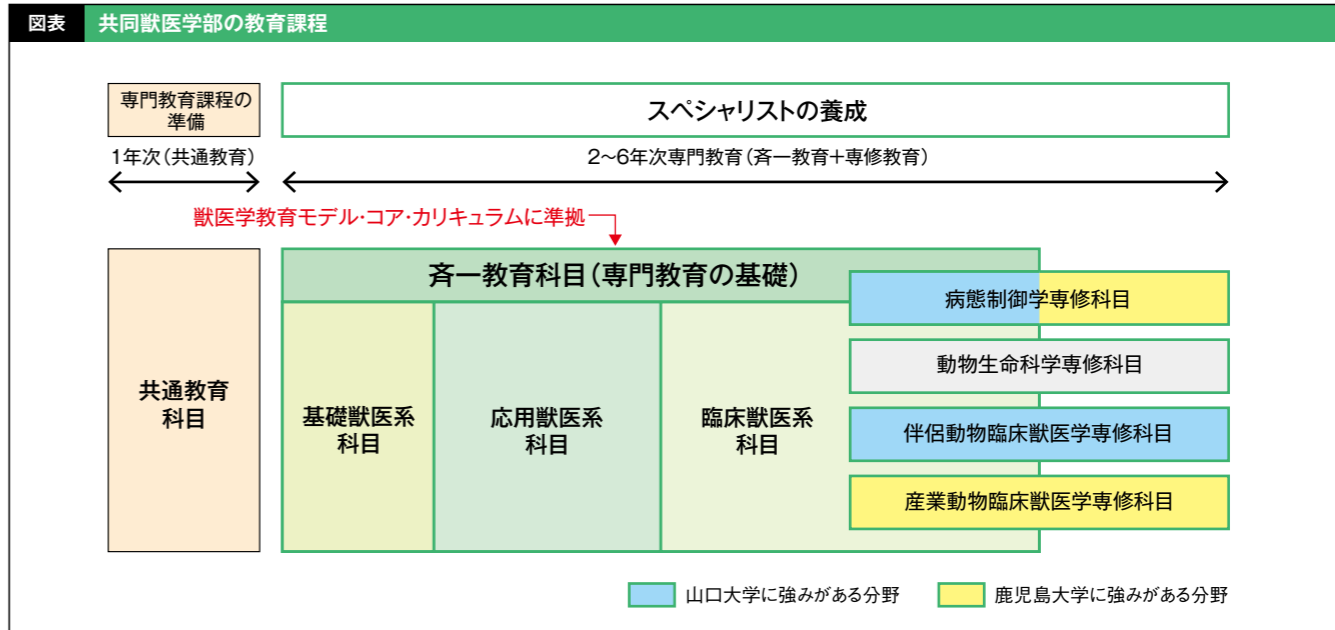 図表 共同獣医学部の教育課程
専門教育課程の
準備
スペシャリストの養成
1年次（共通教育）
2〜6年次専門教育（斉一教育＋専修教育）
獣医学教育モデル・コア・カリキュラムに準拠
斉一教育科目（専門教育の基礎）
共通教育
科目
基礎獣医系
科目
応用獣医系
科目
臨床獣医系
科目
病態制御学専修科目
動物生命科学専修科目
伴侶動物臨床獣医学専修科目
産業動物臨床獣医学専修科目
山口大学に強みがある分野
鹿児島大学に強みがある分野